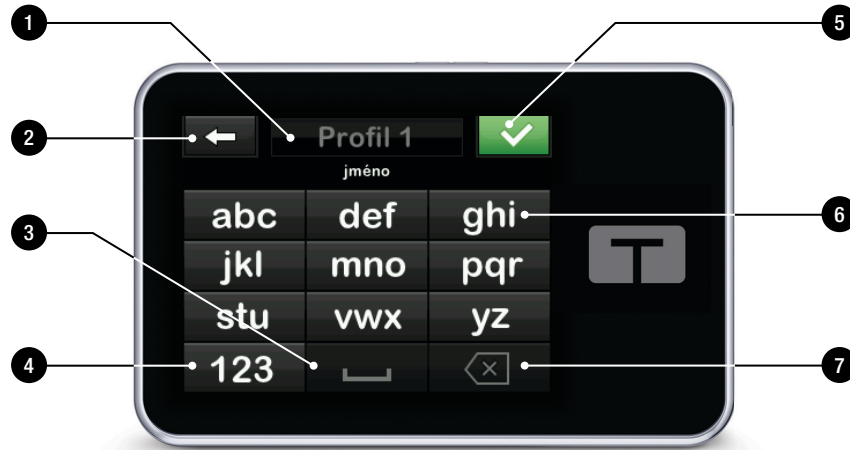 1
5
Profil 1
2
jméno
abc def ghi
6
3
jkl mno pqr
T
stu vwx yz
4
123
7